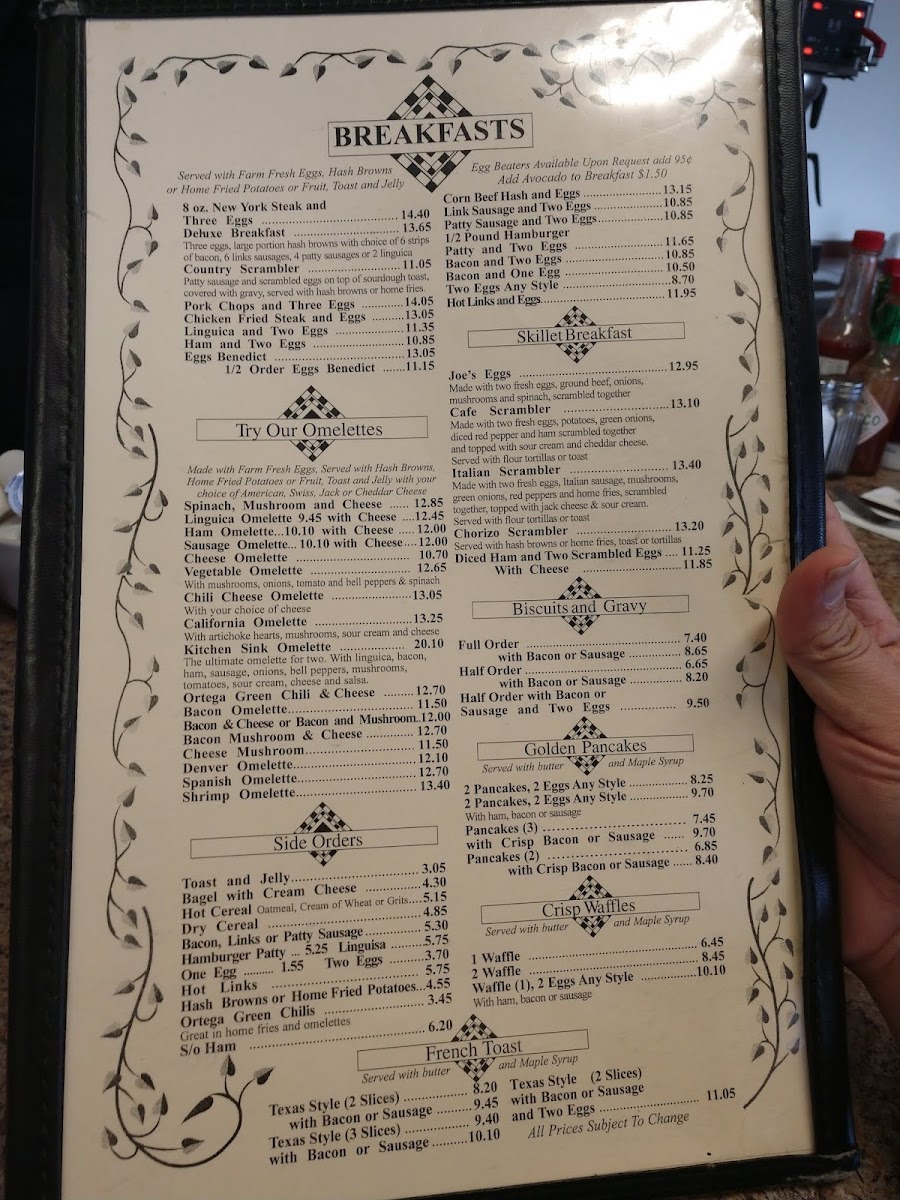 BREAKFASTS
Served with Farm Fresh Eggs, Hash Browns
or Home Fried Potatoes or Fruit, Toast and Jelly
8 oz. New York Steak and
Three Eggs ........ 14.40
Deluxe Breakfast ........ 13.65
Three eggs, large portion hash browns with choice of 6 strips
of bacon, 6 links sausages, 4 patty sausages or 2 linguica
Country Scrambler ........ 11.05
Patty sausage and scrambled eggs on top of sourdough toast,
covered with gravy, served with hash browns or home fries.
Pork Chops and Three Eggs ........ 14.05
Chicken Fried Steak and Eggs ........ 13.05
Linguica and Two Eggs ........ 11.35
Ham and Two Eggs ........ 10.85
Eggs Benedict ........ 13.05
1/2 Order Eggs Benedict ........ 11.15
Try Our Omelettes
Made with Farm Fresh Eggs, Served with Hash Browns,
Home Fried Potatoes or Fruit, Toast and Jelly with your
choice of American, Swiss, Jack or Cheddar Cheese
Spinach, Mushroom and Cheese ...... 12.85
Linguica Omelette 9.45 with Cheese ....12.45
Ham Omelette...10.10 with Cheese .... 12.00
Sausage Omelette... 10.10 with Cheese.... 12.00
Cheese Omelette ........ 10.70
Vegetable Omelette ........ 12.65
With mushrooms, onions, tomato and bell peppers & spinach
Chili Cheese Omelette ........ 13.05
With your choice of cheese
California Omelette ........ 13.25
With artichoke hearts, mushrooms, sour cream and cheese
Kitchen Sink Omelette ........ 20.10
The ultimate omelette for two. With linguica, bacon,
ham, sausage, onions, bell peppers, mushrooms,
tomatoes, sour cream, cheese and salsa.
Ortega Green Chili & Cheese ........ 12.70
Bacon Omelette........ 11.50
Bacon & Cheese or Bacon and Mushroom..12.00
Bacon Mushroom & Cheese ........ 12.70
Cheese Mushroom........ 11.50
Denver Omelette........ 12.10
Spanish Omelette........ 12.70
Shrimp Omelette........ 13.40
Side Orders
Toast and Jelly........ 3.05
Bagel with Cream Cheese ........ 4.30
Hot Cereal Oatmeal, Cream of Wheat or Grits....5.15
Dry Cereal ........ 4.85
Bacon, Links or Patty Sausage........ 5.30
Hamburger Patty ... 5.25 Linguisa ........5.75
One Egg ........ 1.55 Two Eggs ........ 3.70
Hot Links ........ 5.75
Hash Browns or Home Fried Potatoes...4.55
Ortega Green Chilis ........ 3.45
Great in home fries and omelettes
S/o Ham ........ 6.20
Egg Beaters Available Upon Request add 95¢
Add Avocado to Breakfast $1.50
Corn Beef Hash and Eggs ........ 13.15
Link Sausage and Two Eggs ........ 10.85
Patty Sausage and Two Eggs........ 10.85
1/2 Pound Hamburger
Patty and Two Eggs ........ 11.65
Bacon and Two Eggs ........ 10.85
Bacon and One Egg ........ 10.50
Two Eggs Any Style ........ 8.70
Hot Links and Eggs........ 11.95
Skillet Breakfast
Joe's Eggs ........ 12.95
Made with two fresh eggs, ground beef, onions,
mushrooms and spinach, scrambled together
Cafe Scrambler ........ 13.10
Made with two fresh eggs, potatoes, green onions,
diced red pepper and ham scrambled together
and topped with sour cream and cheddar cheese.
Served with flour tortillas or toast
Italian Scrambler ........ 13.40
Made with two fresh eggs, Italian sausage, mushrooms,
green onions, red peppers and home fries, scrambled
together, topped with jack cheese & sour cream.
Served with flour tortillas or toast
Chorizo Scrambler ........ 13.20
Served with hash browns or home fries, toast or tortillas
Diced Ham and Two Scrambled Eggs .... 11.25
With Cheese ........ 11.85
Biscuits and Gravy
Full Order ........ 7.40
with Bacon or Sausage ........ 8.65
Half Order ........ 6.65
with Bacon or Sausage ........ 8.20
Half Order with Bacon or
Sausage and Two Eggs ........ 9.50
Golden Pancakes
Served with butter and Maple Syrup
2 Pancakes, 2 Eggs Any Style ........ 8.25
2 Pancakes, 2 Eggs Any Style ........ 9.70
With ham, bacon or sausage
Pancakes (3) ........ 7.45
with Crisp Bacon or Sausage ...... 9.70
Pancakes (2) ........ 6.85
with Crisp Bacon or Sausage ...... 8.40
Crisp Waffles
Served with butter and Maple Syrup
1 Waffle ........ 6.45
2 Waffle ........ 8.45
Waffle (1), 2 Eggs Any Style ........ 10.10
With ham, bacon or sausage
French Toast
Served with butter and Maple Syrup
Texas Style (2 Slices) ........ 8.20
with Bacon or Sausage ........ 9.45
Texas Style (3 Slices) ........ 9.40
with Bacon or Sausage ........ 10.10
Texas Style (2 Slices)
with Bacon or Sausage
and Two Eggs ........ 11.05
All Prices Subject To Change